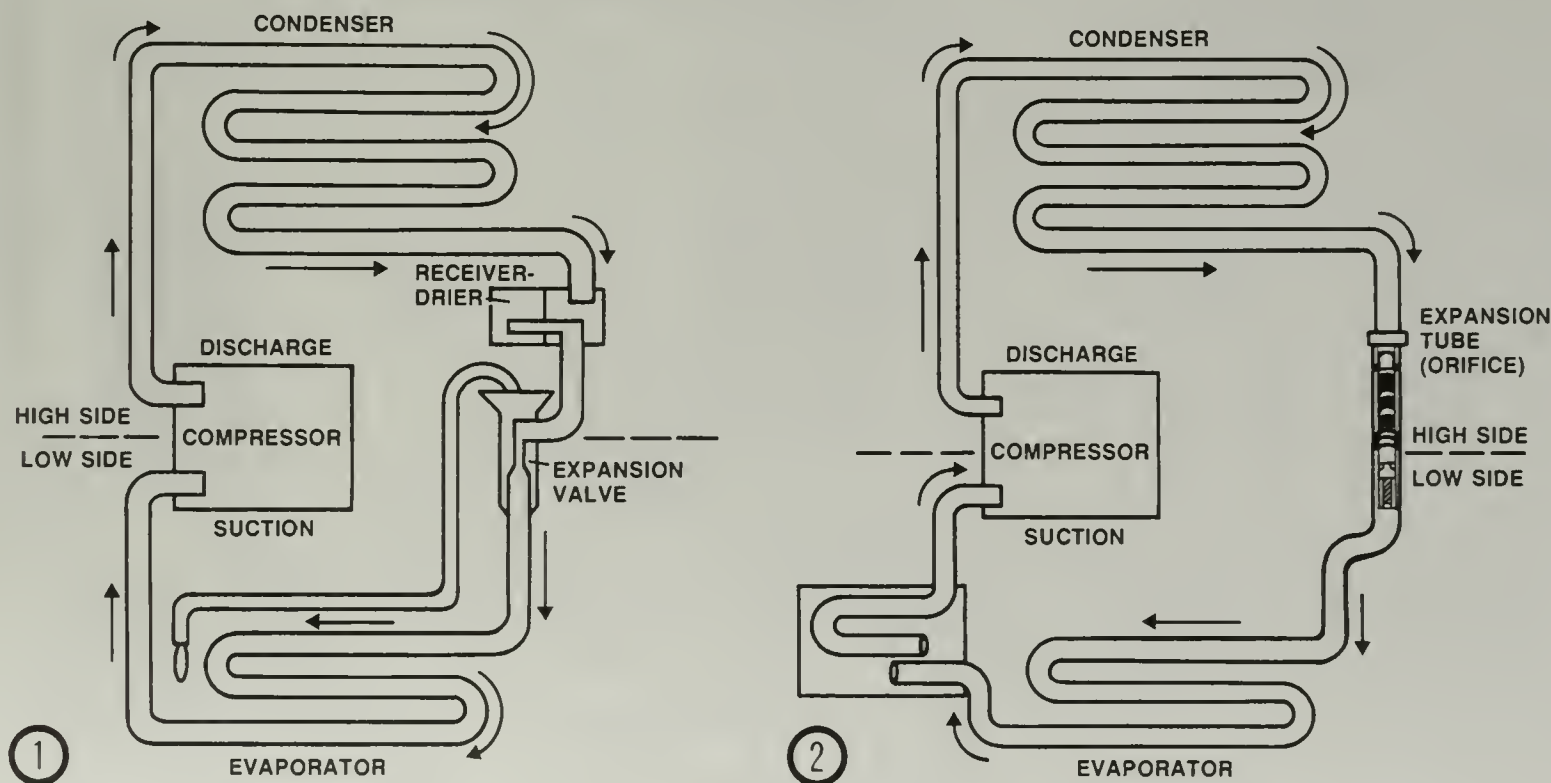 CONDENSER
RECEIVER-
DRIER
DISCHARGE
HIGH SIDE
COMPRESSOR
LOW SIDE
EXPANSION
VALVE
SUCTION
EVAPORATOR
1
CONDENSER
EXPANSION
TUBE
(ORIFICE)
DISCHARGE
COMPRESSOR
HIGH SIDE
LOW SIDE
SUCTION
EVAPORATOR
2